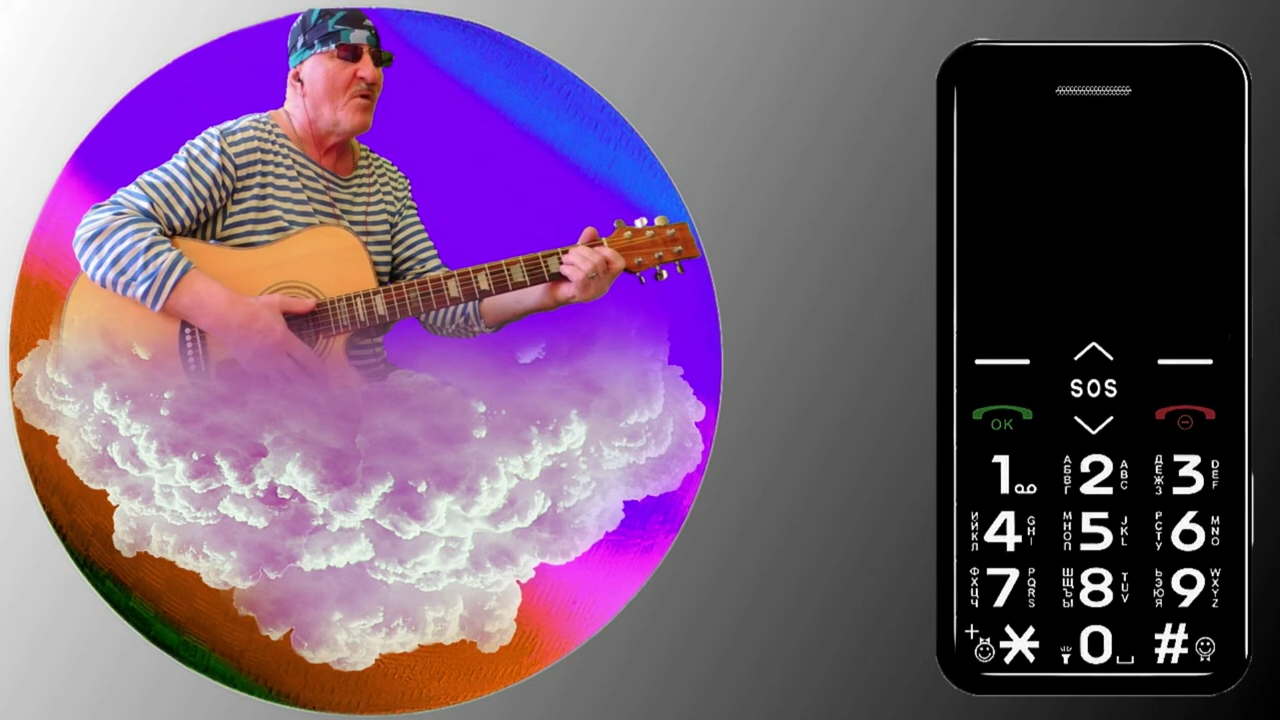 SOS
OK
1 АБВГ 2 ABC ДЕЖЗ 3 DEF
ИЙКЛ 4 GHI МНОП 5 JKL РСТУ 6 MNO
ФХЦЧ 7 PQRS ШЩЪЫ 8 TUV ЬЭЮЯ 9 WXYZ
+ * 0 #